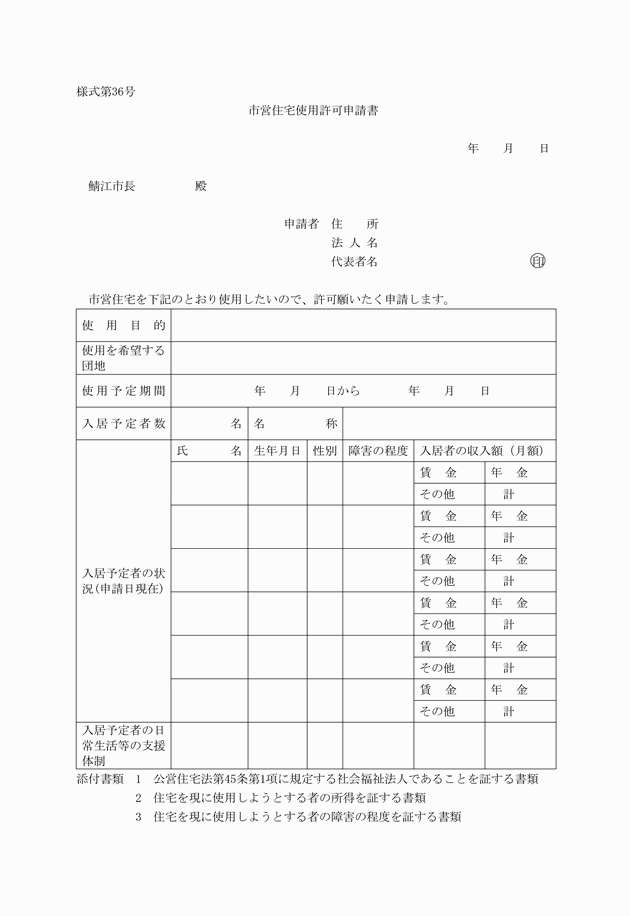 様式第36号
市営住宅使用許可申請書
年　　月　　日
鯖江市長　　　　　殿
申請者　住　　所
法 人 名
代表者名　　　　　　　　　　　　　㊞
市営住宅を下記のとおり使用したいので、許可願いたく申請します。
使　用　目　的
使用を希望する
団地
使用予定期間　　　　　　　年　　月　　日から　　　　年　　月　　日
入居予定者数　　　　　名　名　　　　　称
氏　　　名　生年月日　性別　障害の程度　入居者の収入額（月額）
賃　金　　年　金
その他　　計
賃　金　　年　金
その他　　計
賃　金　　年　金
その他　　計
入居予定者の状
況(申請日現在)
賃　金　　年　金
その他　　計
賃　金　　年　金
その他　　計
賃　金　　年　金
その他　　計
入居予定者の日
常生活等の支援
体制
添付書類　1　公営住宅法第45条第1項に規定する社会福祉法人であることを証する書類
2　住宅を現に使用しようとする者の所得を証する書類
3　住宅を現に使用しようとする者の障害の程度を証する書類